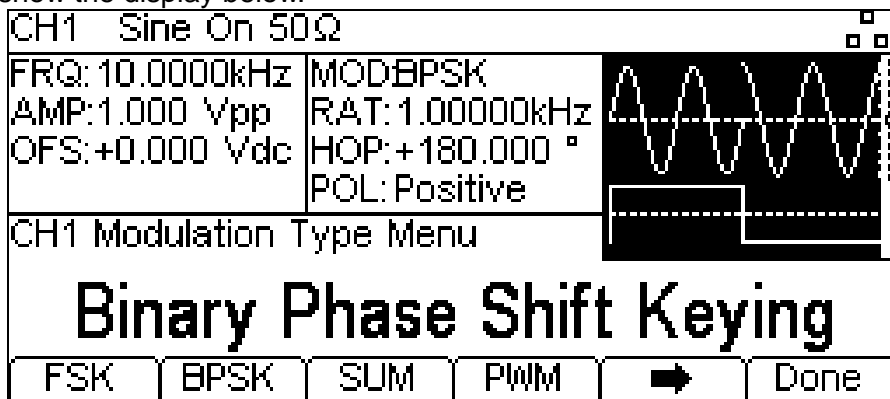 show the display below.
CH1 Sine On 50Ω
FRQ: 10.0000kHz
AMP:1.000 Vpp
OFS:+0.000 Vdc
MOD:BPSK
RAT: 1.00000kHz
HOP:+180.000 °
POL: Positive
CH1 Modulation Type Menu
Binary Phase Shift Keying
FSK BPSK SUM PWM ➡ Done